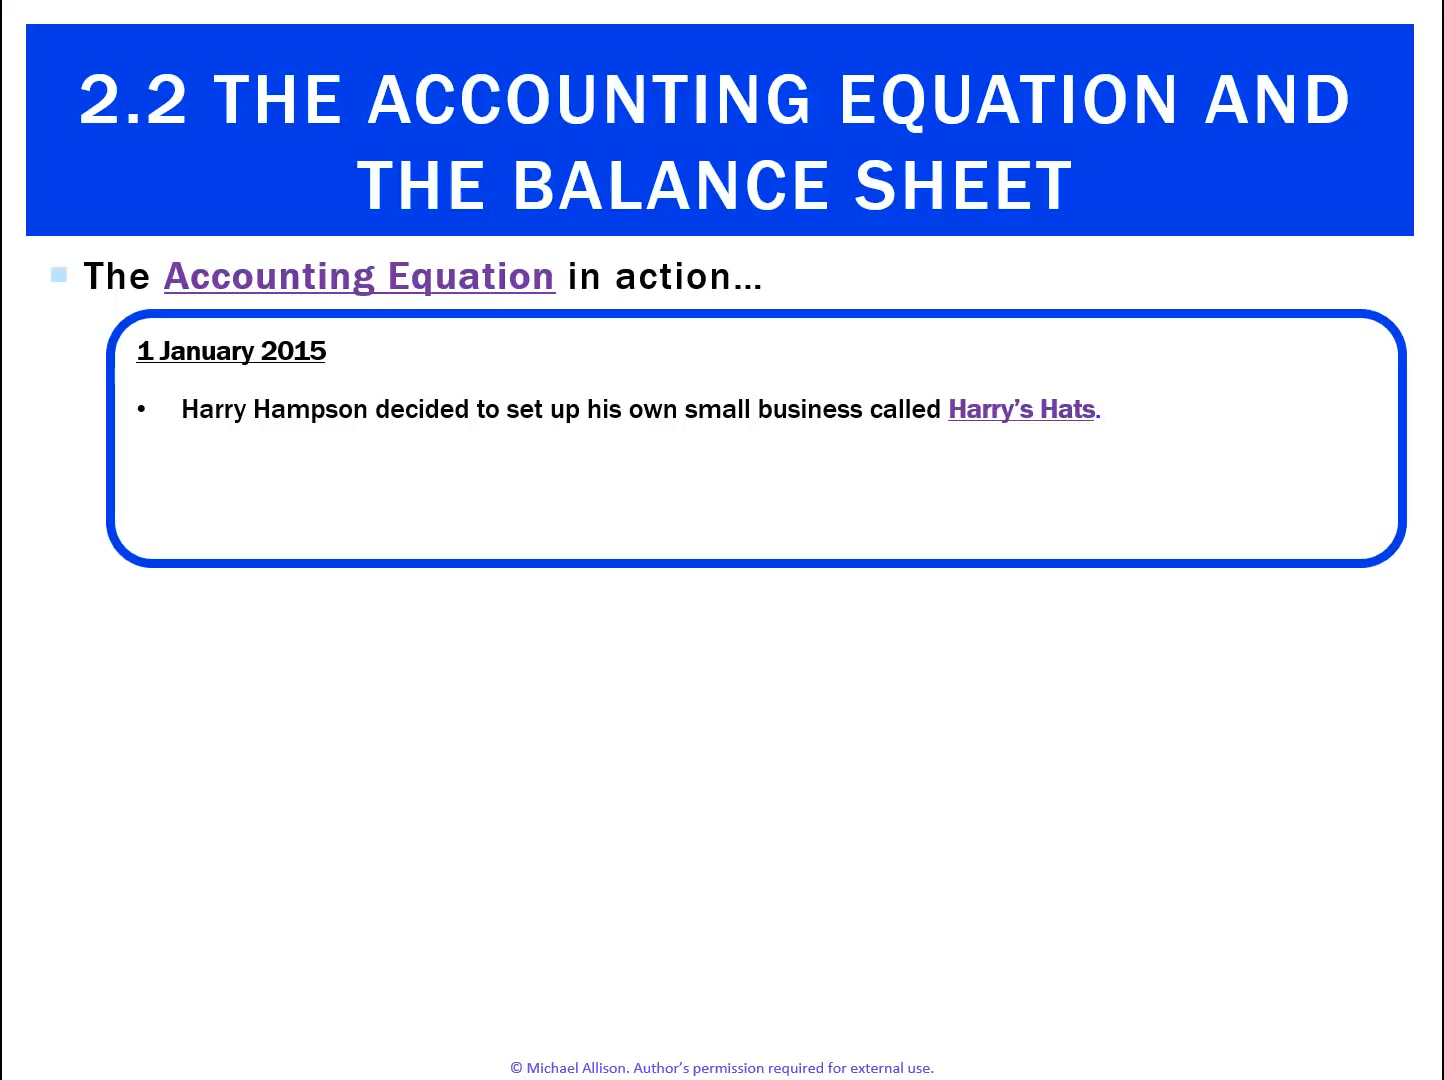 2.2 THE ACCOUNTING EQUATION AND
THE BALANCE SHEET
The Accounting Equation in action…
1 January 2015
• Harry Hampson decided to set up his own small business called Harry’s Hats.
© Michael Allison. Author’s permission required for external use.